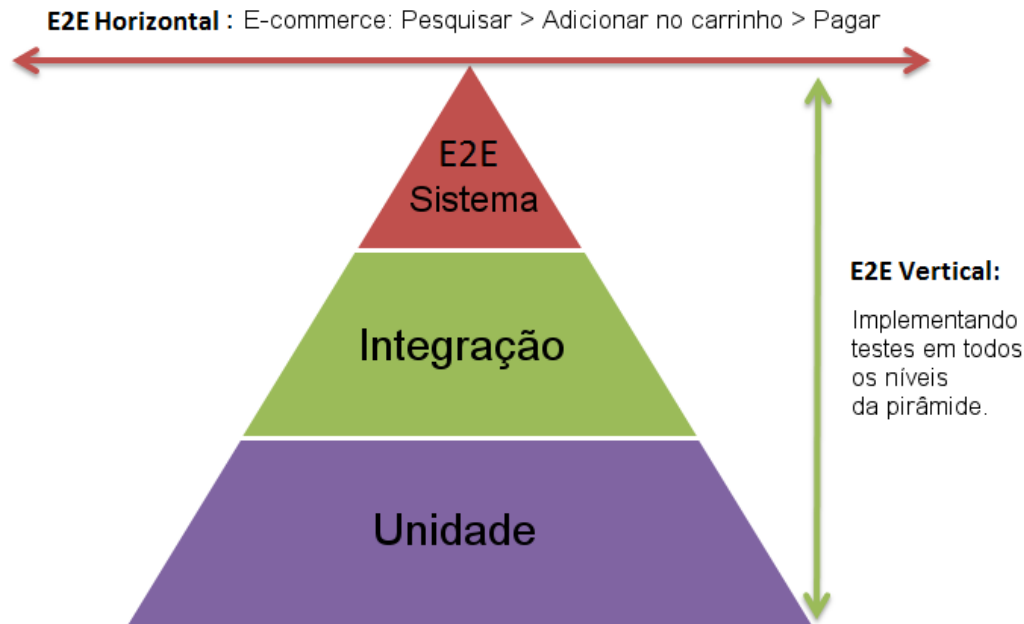 E2E Horizontal : E-commerce: Pesquisar > Adicionar no carrinho > Pagar
E2E
Sistema
Integração
Unidade
E2E Vertical:
Implementando
testes em todos
os níveis
da pirâmide.